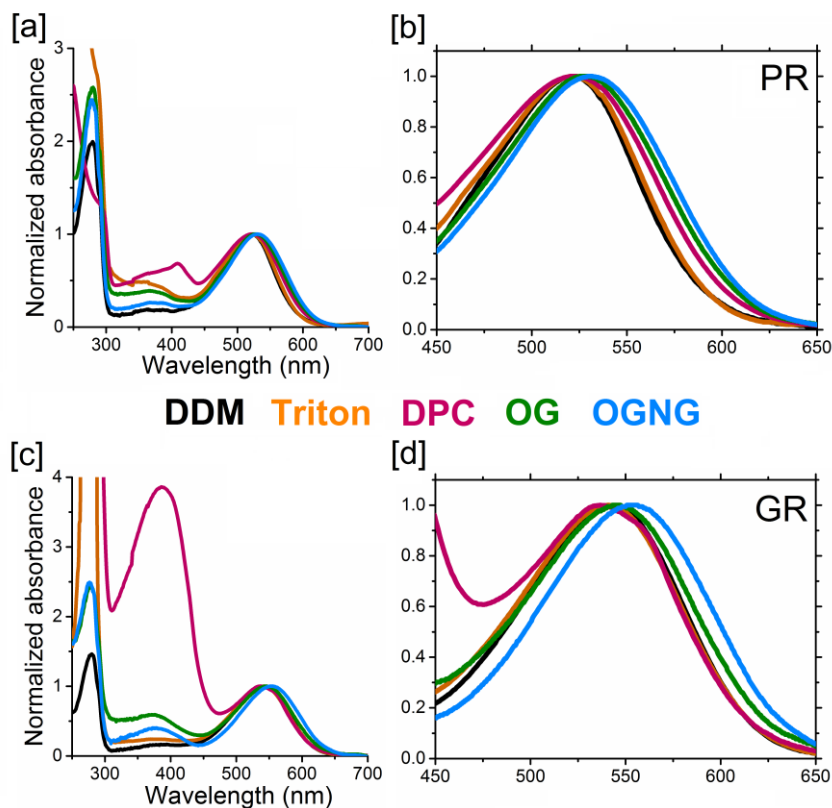 [a]
[b]
Normalized absorbance
3
2
1
0
300 400 500 600 700
Wavelength (nm)
PR
1.0
0.8
0.6
0.4
0.2
0.0
450 500 550 600 650
DDM Triton DPC OG OGNG
[c]
[d]
Normalized absorbance
4
3
2
1
0
300 400 500 600 700
Wavelength (nm)
GR
1.0
0.8
0.6
0.4
0.2
0.0
450 500 550 600 650